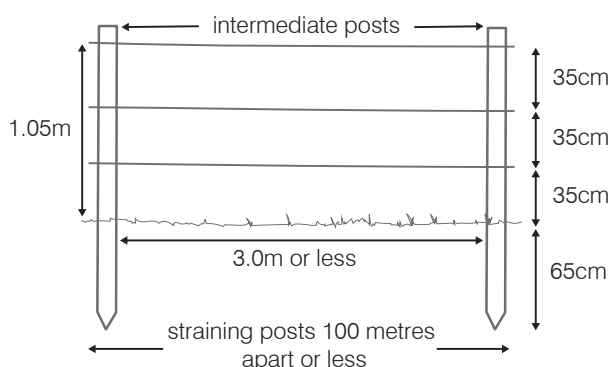 intermediate posts
35cm
1.05m
35cm
35cm
3.0m or less
65cm
straining posts 100 metres
apart or less